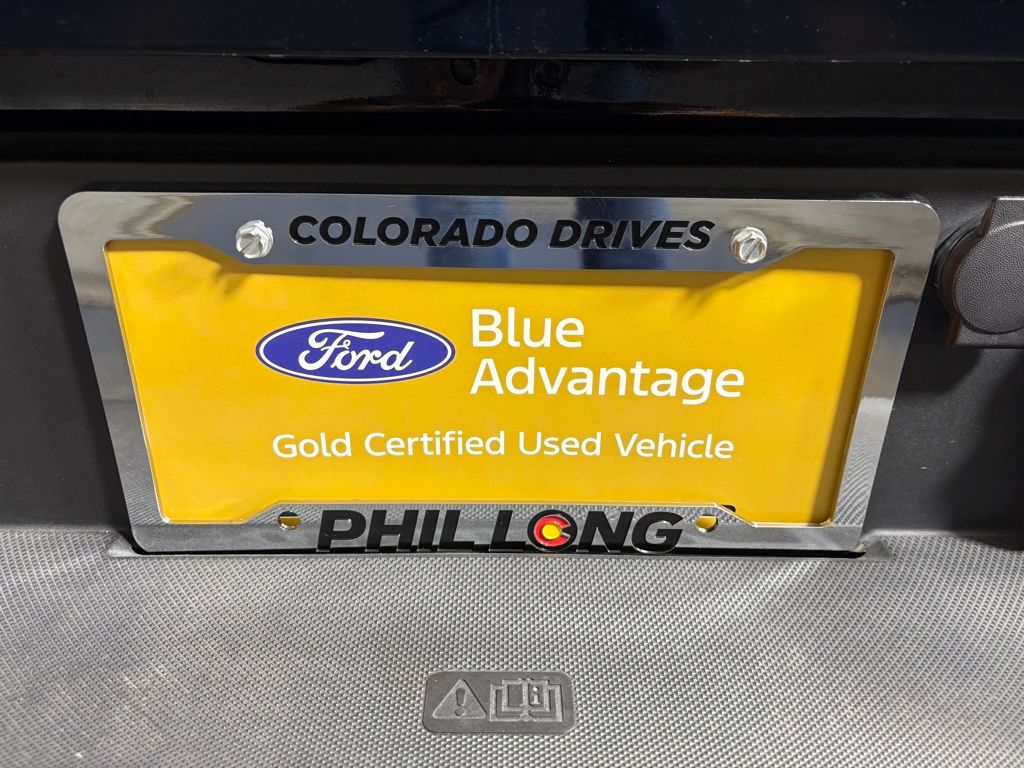 COLORADO DRIVES
Ford
Blue
Advantage
Gold Certified Used Vehicle
PHIL LONG